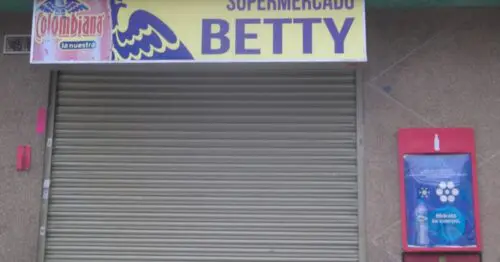 Colombiana
la nuestra
SUPERMERCADO
BETTY